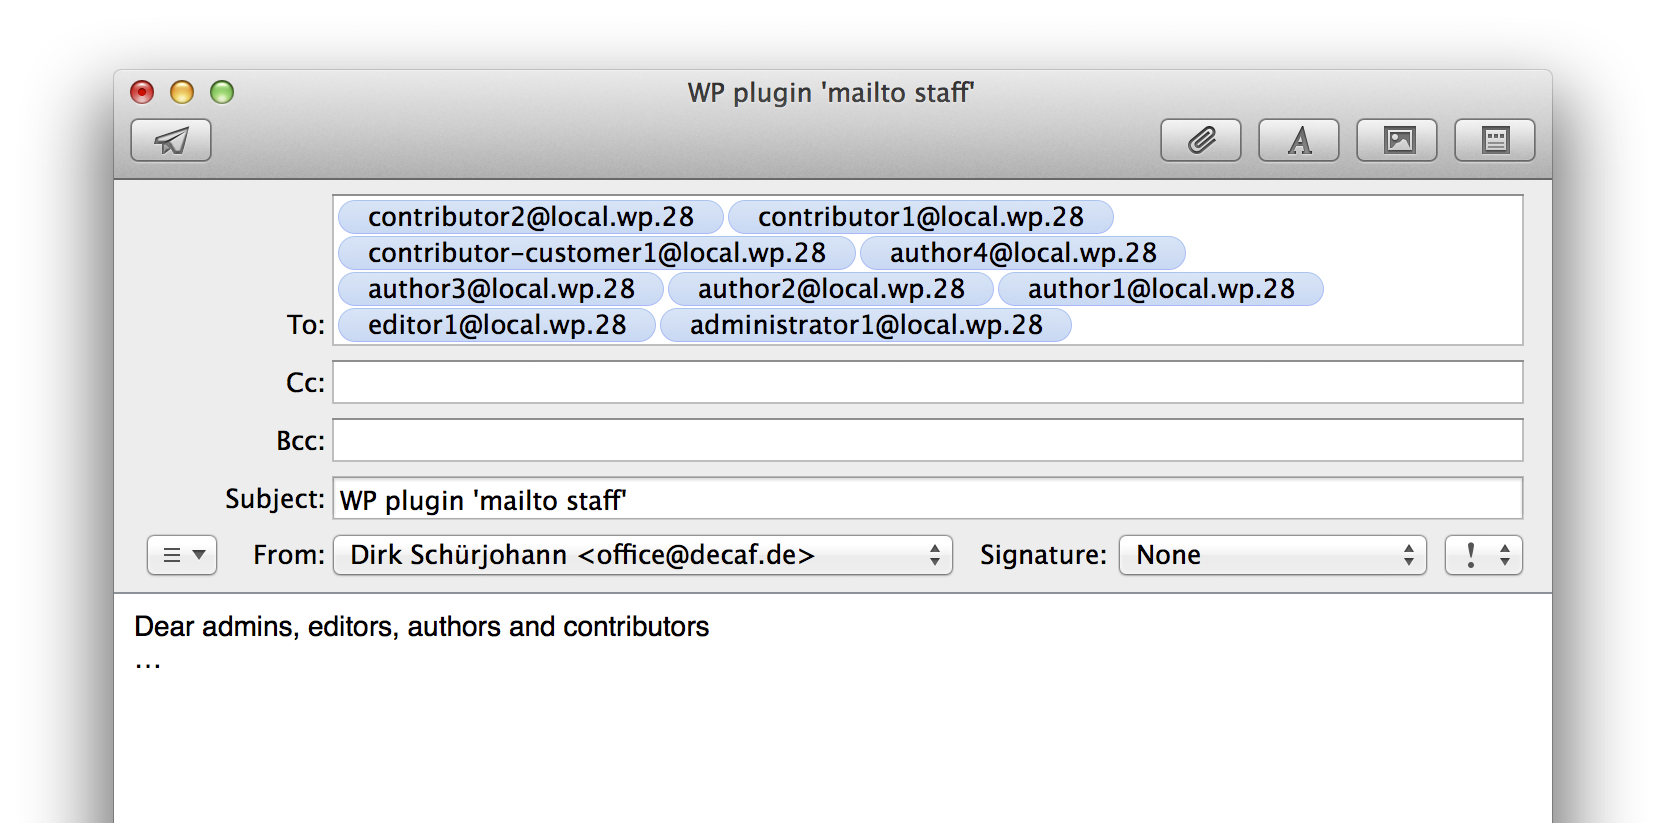 WP plugin 'mailto staff'
contributor2@local.wp.28 contributor1@local.wp.28
contributor-customer1@local.wp.28 author4@local.wp.28
author3@local.wp.28 author2@local.wp.28 author1@local.wp.28
To: editor1@local.wp.28 administrator1@local.wp.28
Cc:
Bcc:
Subject: WP plugin 'mailto staff'
From: Dirk Schürjohann <office@decaf.de> Signature: None !
Dear admins, editors, authors and contributors
…